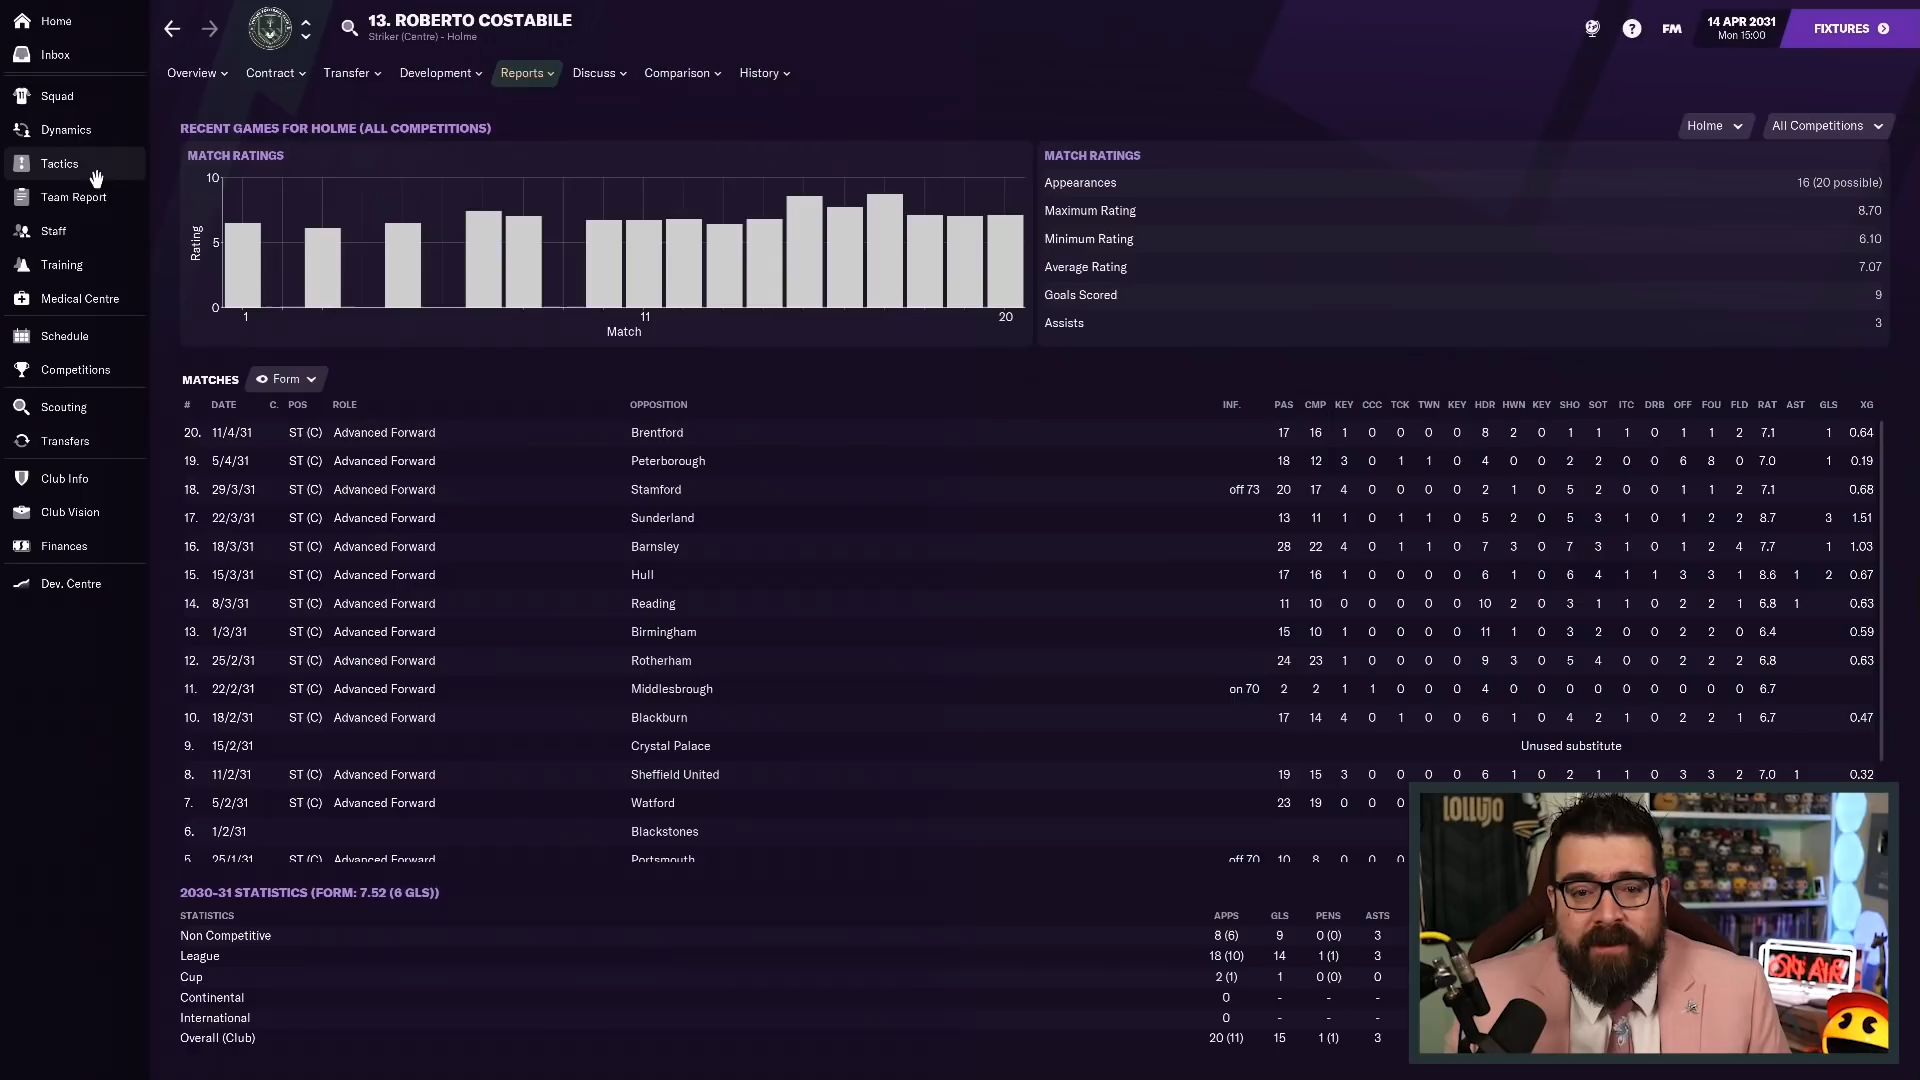 Home
Inbox
Squad
Dynamics
Tactics
Team Report
Staff
Training
Medical Centre
Schedule
Competitions
Scouting
Transfers
Club Info
Club Vision
Finances
Dev. Centre
13. ROBERTO COSTABILE
Striker (Centre) - Holme
FM
14 APR 2031
Mon 15:00
FIXTURES
Overview Contract Transfer Development Reports Discuss Comparison History
RECENT GAMES FOR HOLME (ALL COMPETITIONS)
Holme
All Competitions
MATCH RATINGS
10
5
0
Rating
1 11 20
Match
MATCH RATINGS
Appearances 16 (20 possible)
Maximum Rating 8.70
Minimum Rating 6.10
Average Rating 7.07
Goals Scored 9
Assists 3
MATCHES Form
# DATE C. POS ROLE OPPOSITION INF. PAS CMP KEY CCC TCK TWN KEY HDR HWN KEY SHO SOT ITC DRB OFF FOU FLD RAT AST GLS XG
20. 11/4/31 ST (C) Advanced Forward Brentford 17 16 1 0 0 0 0 8 2 0 1 1 1 0 1 1 2 7.1 1 0.64
19. 5/4/31 ST (C) Advanced Forward Peterborough 18 12 3 0 1 1 0 4 0 0 2 2 0 0 6 8 0 7.0 1 0.19
18. 29/3/31 ST (C) Advanced Forward Stamford off 73 20 17 4 0 0 0 0 2 1 0 5 2 0 0 1 1 2 7.1 0.68
17. 22/3/31 ST (C) Advanced Forward Sunderland 13 11 1 0 1 1 0 5 2 0 5 3 1 0 1 2 2 8.7 3 1.51
16. 18/3/31 ST (C) Advanced Forward Barnsley 28 22 4 0 1 1 0 7 3 0 7 3 1 0 1 2 4 7.7 1 1.03
15. 15/3/31 ST (C) Advanced Forward Hull 17 16 1 0 0 0 0 6 1 0 6 4 1 1 3 3 1 8.6 1 2 0.67
14. 8/3/31 ST (C) Advanced Forward Reading 11 10 0 0 0 0 0 10 2 0 3 1 1 0 2 2 1 6.8 1 0.63
13. 1/3/31 ST (C) Advanced Forward Birmingham 15 10 1 0 0 0 0 11 1 0 3 2 0 0 2 2 0 6.4 0.59
12. 25/2/31 ST (C) Advanced Forward Rotherham 24 23 1 0 0 0 0 9 3 0 5 4 0 0 2 2 2 6.8 0.63
11. 22/2/31 ST (C) Advanced Forward Middlesbrough on 70 2 2 1 1 0 0 0 4 0 0 0 0 0 0 0 0 0 6.7
10. 18/2/31 ST (C) Advanced Forward Blackburn 17 14 4 0 1 0 0 6 1 0 4 2 1 0 2 2 1 6.7 0.47
9. 15/2/31 Crystal Palace Unused substitute
8. 11/2/31 ST (C) Advanced Forward Sheffield United 19 15 3 0 0 0 0 6 1 0 2 1 1 0 3 3 2 7.0 1 0.32
7. 5/2/31 ST (C) Advanced Forward Watford 23 19 0 0 0
6. 1/2/31 Blackstones
5. 25/1/31 ST (C) Advanced Forward Portsmouth off 70 10 8 0 0 0
2030-31 STATISTICS (FORM: 7.52 (6 GLS))
STATISTICS APPS GLS PENS ASTS
Non Competitive 8 (6) 9 0 (0) 3
League 18 (10) 14 1 (1) 3
Cup 2 (1) 1 0 (0) 0
Continental 0 - - -
International 0 - - -
Overall (Club) 20 (11) 15 1 (1) 3
LOLLUJO
ON AIR